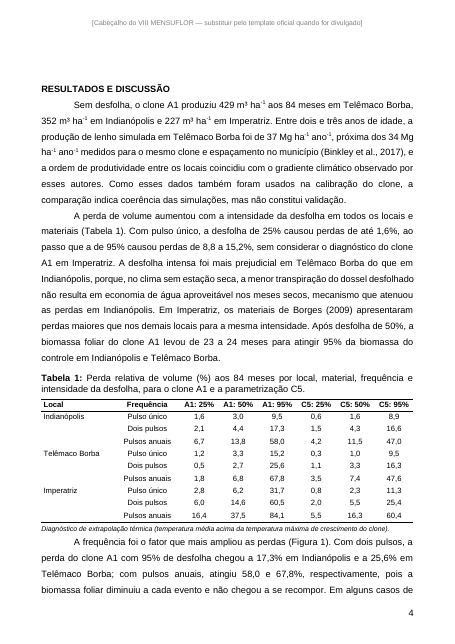 [Cabeçalho do VIII MENSUFLOR — substituir pelo template oficial quando for divulgado]
RESULTADOS E DISCUSSÃO
Sem desfolha, o clone A1 produziu 429 m³ ha⁻¹ aos 84 meses em Telêmaco Borba,
352 m³ ha⁻¹ em Indianópolis e 227 m³ ha⁻¹ em Imperatriz. Entre dois e três anos de idade, a
produção de lenho simulada em Telêmaco Borba foi de 37 Mg ha⁻¹ ano⁻¹, próxima dos 34 Mg
ha⁻¹ ano⁻¹ medidos para o mesmo clone e espaçamento no município (Binkley et al., 2017), e
a ordem de produtividade entre os locais coincidiu com o gradiente climático observado por
esses autores. Como esses dados também foram usados na calibração do clone, a
comparação indica coerência das simulações, mas não constitui validação.
A perda de volume aumentou com a intensidade da desfolha em todos os locais e
materiais (Tabela 1). Com pulso único, a desfolha de 25% causou perdas de até 1,6%, ao
passo que a de 95% causou perdas de 8,8 a 15,2%, sem considerar o diagnóstico do clone
A1 em Imperatriz. A desfolha intensa foi mais prejudicial em Telêmaco Borba do que em
Indianópolis, porque, no clima sem estação seca, a menor transpiração do dossel desfolhado
não resulta em economia de água aproveitável nos meses secos, mecanismo que atenuou
as perdas em Indianópolis. Em Imperatriz, os materiais de Borges (2009) apresentaram
perdas maiores que nos demais locais para a mesma intensidade. Após desfolha de 50%, a
biomassa foliar do clone A1 levou de 23 a 24 meses para atingir 95% da biomassa do
controle em Indianópolis e Telêmaco Borba.
Tabela 1: Perda relativa de volume (%) aos 84 meses por local, material, frequência e
intensidade da desfolha, para o clone A1 e a parametrização C5.
Local Frequência A1: 25% A1: 50% A1: 95% C5: 25% C5: 50% C5: 95%
Indianópolis Pulso único 1,6 3,0 9,5 0,6 1,6 8,9
Dois pulsos 2,1 4,4 17,3 1,5 4,3 16,6
Pulsos anuais 6,7 13,8 58,0 4,2 11,5 47,0
Telêmaco Borba Pulso único 1,2 3,3 15,2 0,3 1,0 9,5
Dois pulsos 0,5 2,7 25,6 1,1 3,3 16,3
Pulsos anuais 1,8 6,8 67,8 3,5 7,4 47,6
Imperatriz Pulso único 2,8 6,2 31,7 0,8 2,3 11,3
Dois pulsos 6,0 14,6 60,5 2,0 5,5 25,4
Pulsos anuais 16,4 37,5 84,1 5,5 16,3 60,4
Diagnóstico de extrapolação térmica (temperatura média acima da temperatura máxima de crescimento do clone).
A frequência foi o fator que mais ampliou as perdas (Figura 1). Com dois pulsos, a
perda do clone A1 com 95% de desfolha chegou a 17,3% em Indianópolis e a 25,6% em
Telêmaco Borba; com pulsos anuais, atingiu 58,0 e 67,8%, respectivamente, pois a
biomassa foliar diminuiu a cada evento e não chegou a se recompor. Em alguns casos de
4